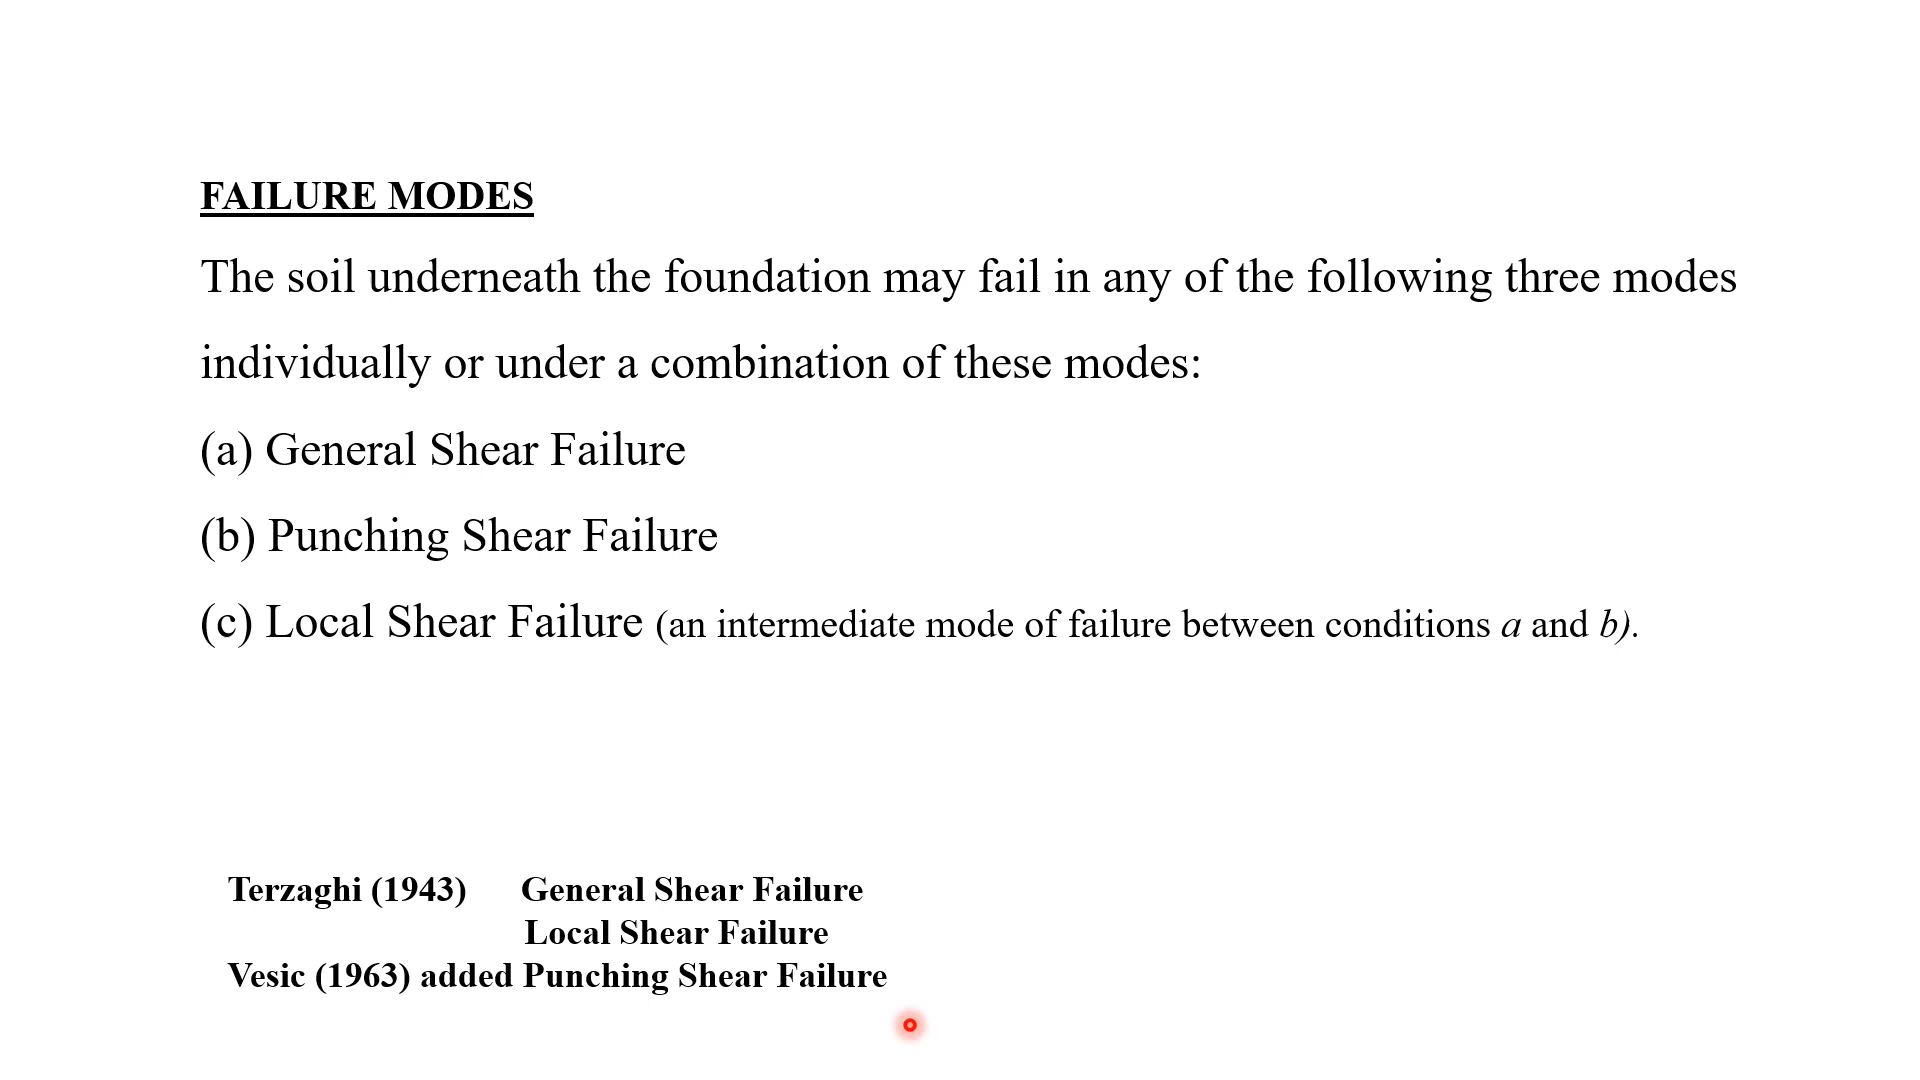 FAILURE MODES
The soil underneath the foundation may fail in any of the following three modes
individually or under a combination of these modes:
(a) General Shear Failure
(b) Punching Shear Failure
(c) Local Shear Failure (an intermediate mode of failure between conditions a and b).
Terzaghi (1943) General Shear Failure
Local Shear Failure
Vesic (1963) added Punching Shear Failure